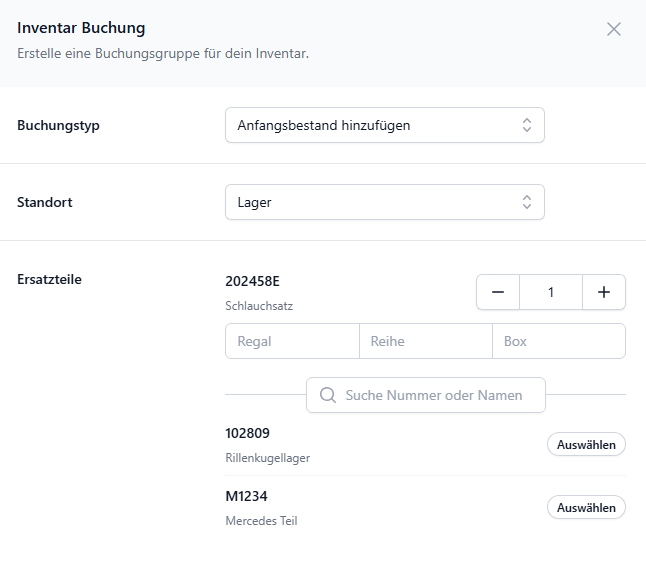 Inventar Buchung
Erstelle eine Buchungsgruppe für dein Inventar.
Buchungstyp
Anfangsbestand hinzufügen
Standort
Lager
Ersatzteile
202458E
Schlauchsatz
1
Regal
Reihe
Box
Suche Nummer oder Namen
102809
Rillenkugellager
Auswählen
M1234
Mercedes Teil
Auswählen